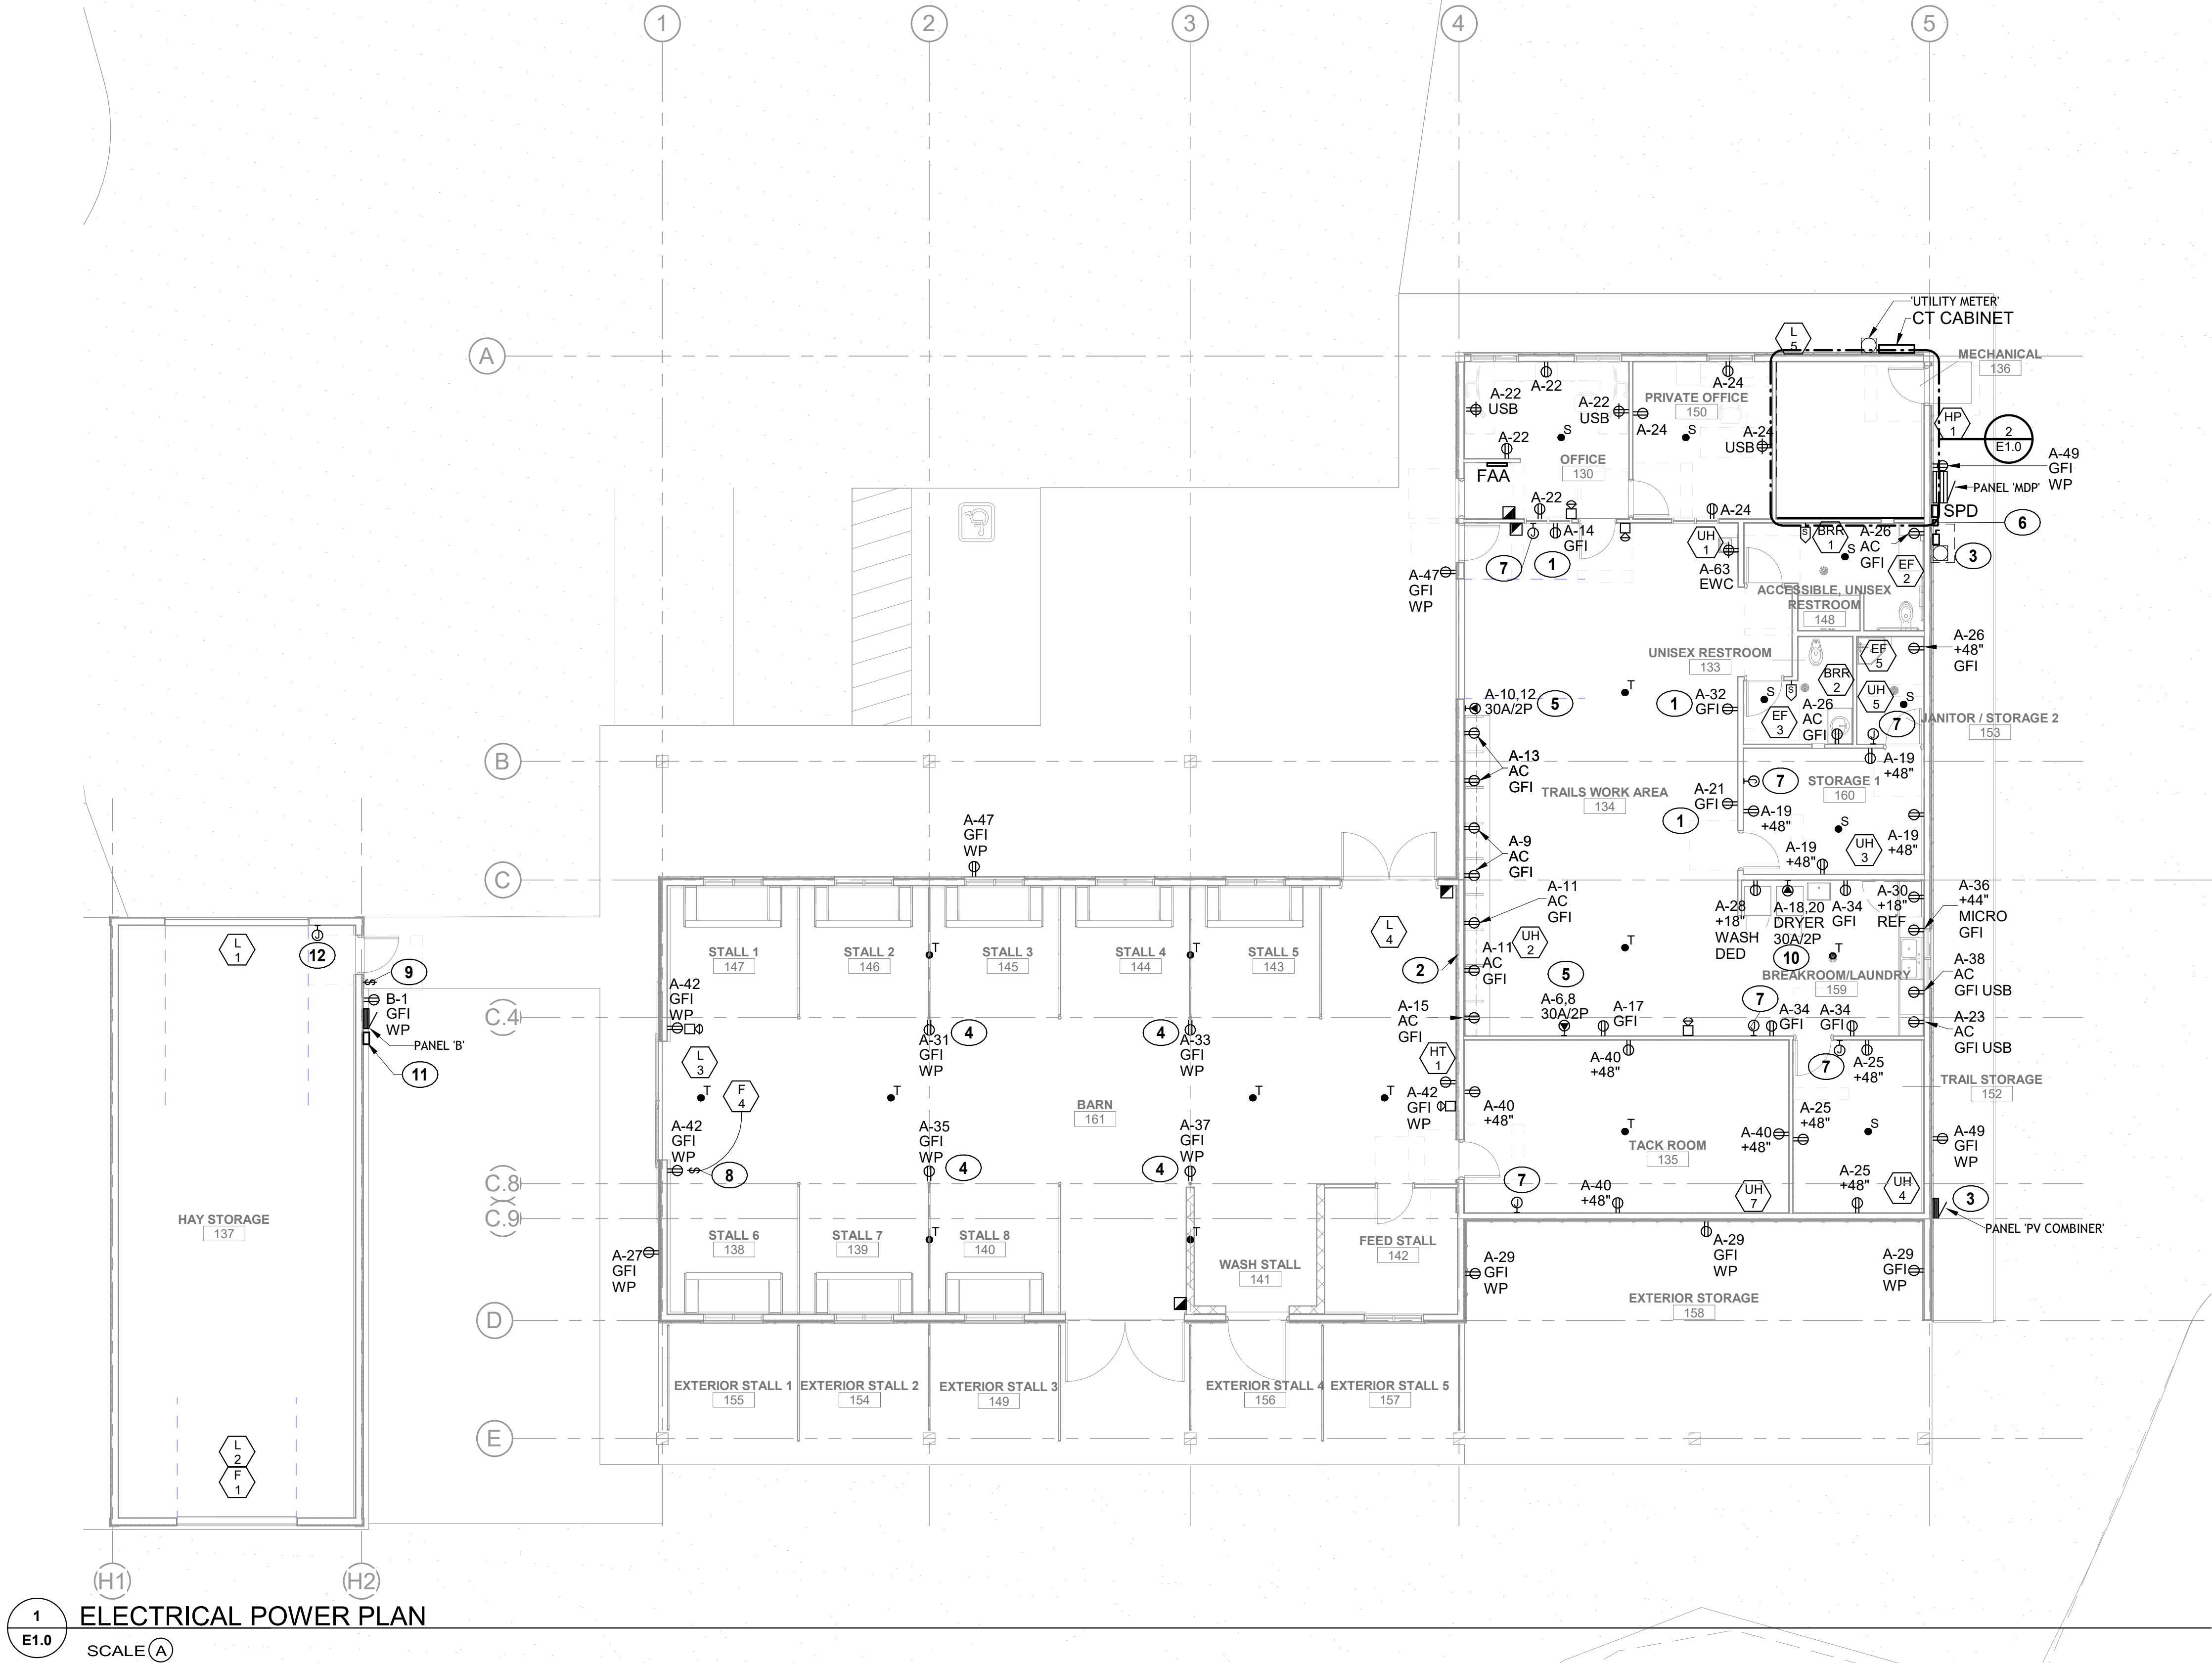 1
2
3
4
5
'UTILITY METER'
CT CABINET
L
5
A
MECHANICAL
136
A-22
A-24
A-22
USB
A-22
USB
PRIVATE OFFICE
150
A-24
A-24
USB
S
S
A-22
OFFICE
130
FAA
HP
1
2
E1.0
A-49
GFI
WP
PANEL 'MDP'
SPD
6
3
A-22
A-24
A-14
GFI
7
1
J
UH
1
A-63
EWC
S
BRR
1
S
A-26
AC
GFI
EF
2
A-47
GFI
WP
ACCESSIBLE, UNISEX
RESTROOM
148
UNISEX RESTROOM
133
A-26
+48"
GFI
EF
5
BRR
2
UH
5
S
S
S
T
A-10,12
30A/2P
5
1
A-32
GFI
EF
3
A-26
AC
GFI
7
J
JANITOR / STORAGE 2
153
B
A-13
AC
GFI
A-19
+48"
J
7
STORAGE 1
160
TRAILS WORK AREA
134
A-21
GFI
1
A-19
+48"
S
A-19
+48"
A-19
+48"
UH
3
A-47
GFI
WP
A-9
AC
GFI
C
A-11
AC
GFI
A-28
+18"
WASH
DED
A-18,20
DRYER
30A/2P
10
A-34
GFI
A-30
+18"
REF
A-36
+44"
MICRO
GFI
L
1
J
12
9
STALL 1
147
STALL 2
146
T
STALL 3
145
STALL 4
144
T
STALL 5
143
L
4
2
UH
2
A-11
AC
GFI
T
T
BREAKROOM/LAUNDRY
159
A-38
AC
GFI USB
5
A-6,8
30A/2P
A-17
GFI
7
J
A-34
GFI
A-34
GFI
A-23
AC
GFI USB
B-1
GFI
WP
PANEL 'B'
11
A-42
GFI
WP
C.4
A-15
AC
GFI
4
A-31
GFI
WP
4
A-33
GFI
WP
L
3
F
4
T
T
BARN
161
T
T
HT
1
A-42
GFI
WP
A-40
+48"
A-40
+48"
J
7
A-25
+48"
TRAIL STORAGE
152
A-42
GFI
WP
8
A-35
GFI
WP
4
A-37
GFI
WP
4
T
TACK ROOM
135
A-40
+48"
A-25
+48"
S
A-49
GFI
WP
C.8
7
J
A-40
+48"
UH
7
A-25
+48"
UH
4
3
PANEL 'PV COMBINER'
C.9
HAY STORAGE
137
A-27
GFI
WP
STALL 6
138
STALL 7
139
T
STALL 8
140
T
WASH STALL
141
FEED STALL
142
A-29
GFI
WP
A-29
GFI
WP
A-29
GFI
WP
EXTERIOR STORAGE
158
D
EXTERIOR STALL 1
155
EXTERIOR STALL 2
154
EXTERIOR STALL 3
149
EXTERIOR STALL 4
156
EXTERIOR STALL 5
157
E
L
2
F
1
H1
H2
1
E1.0
ELECTRICAL POWER PLAN
SCALE A